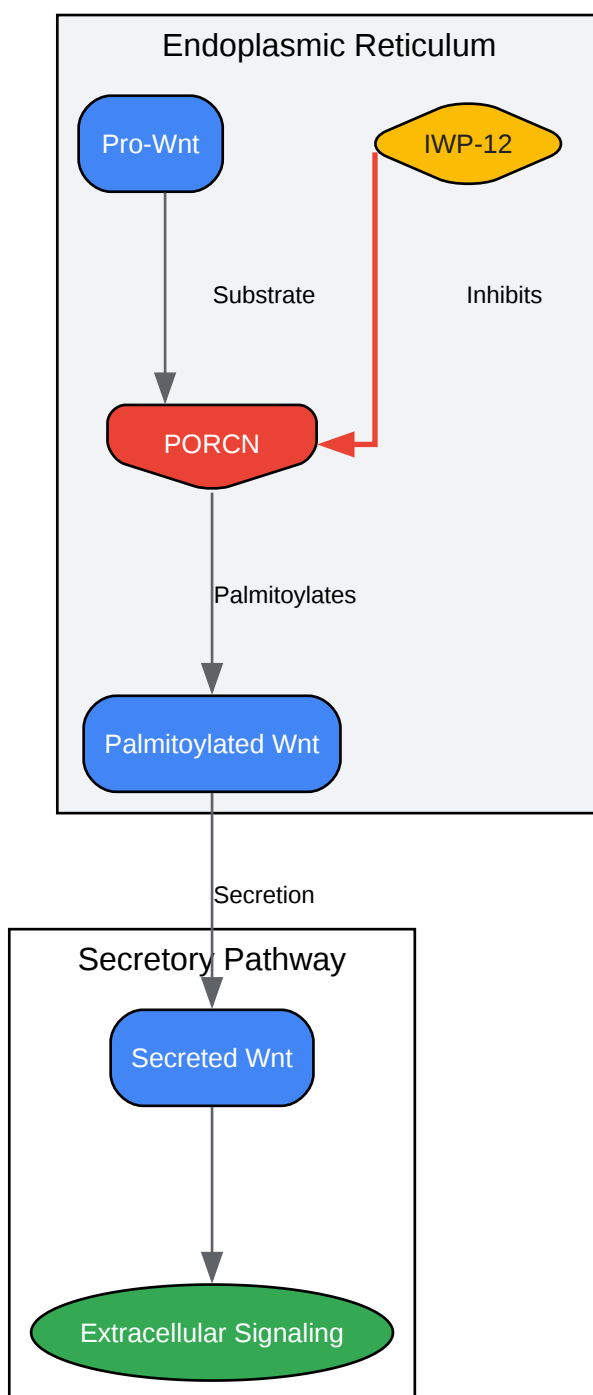 Endoplasmic Reticulum
Pro-Wnt
IWP-12
Substrate
Inhibits
PORCN
Palmitoylates
Palmitoylated Wnt
Secretion
Secretory Pathway
Secreted Wnt
Extracellular Signaling